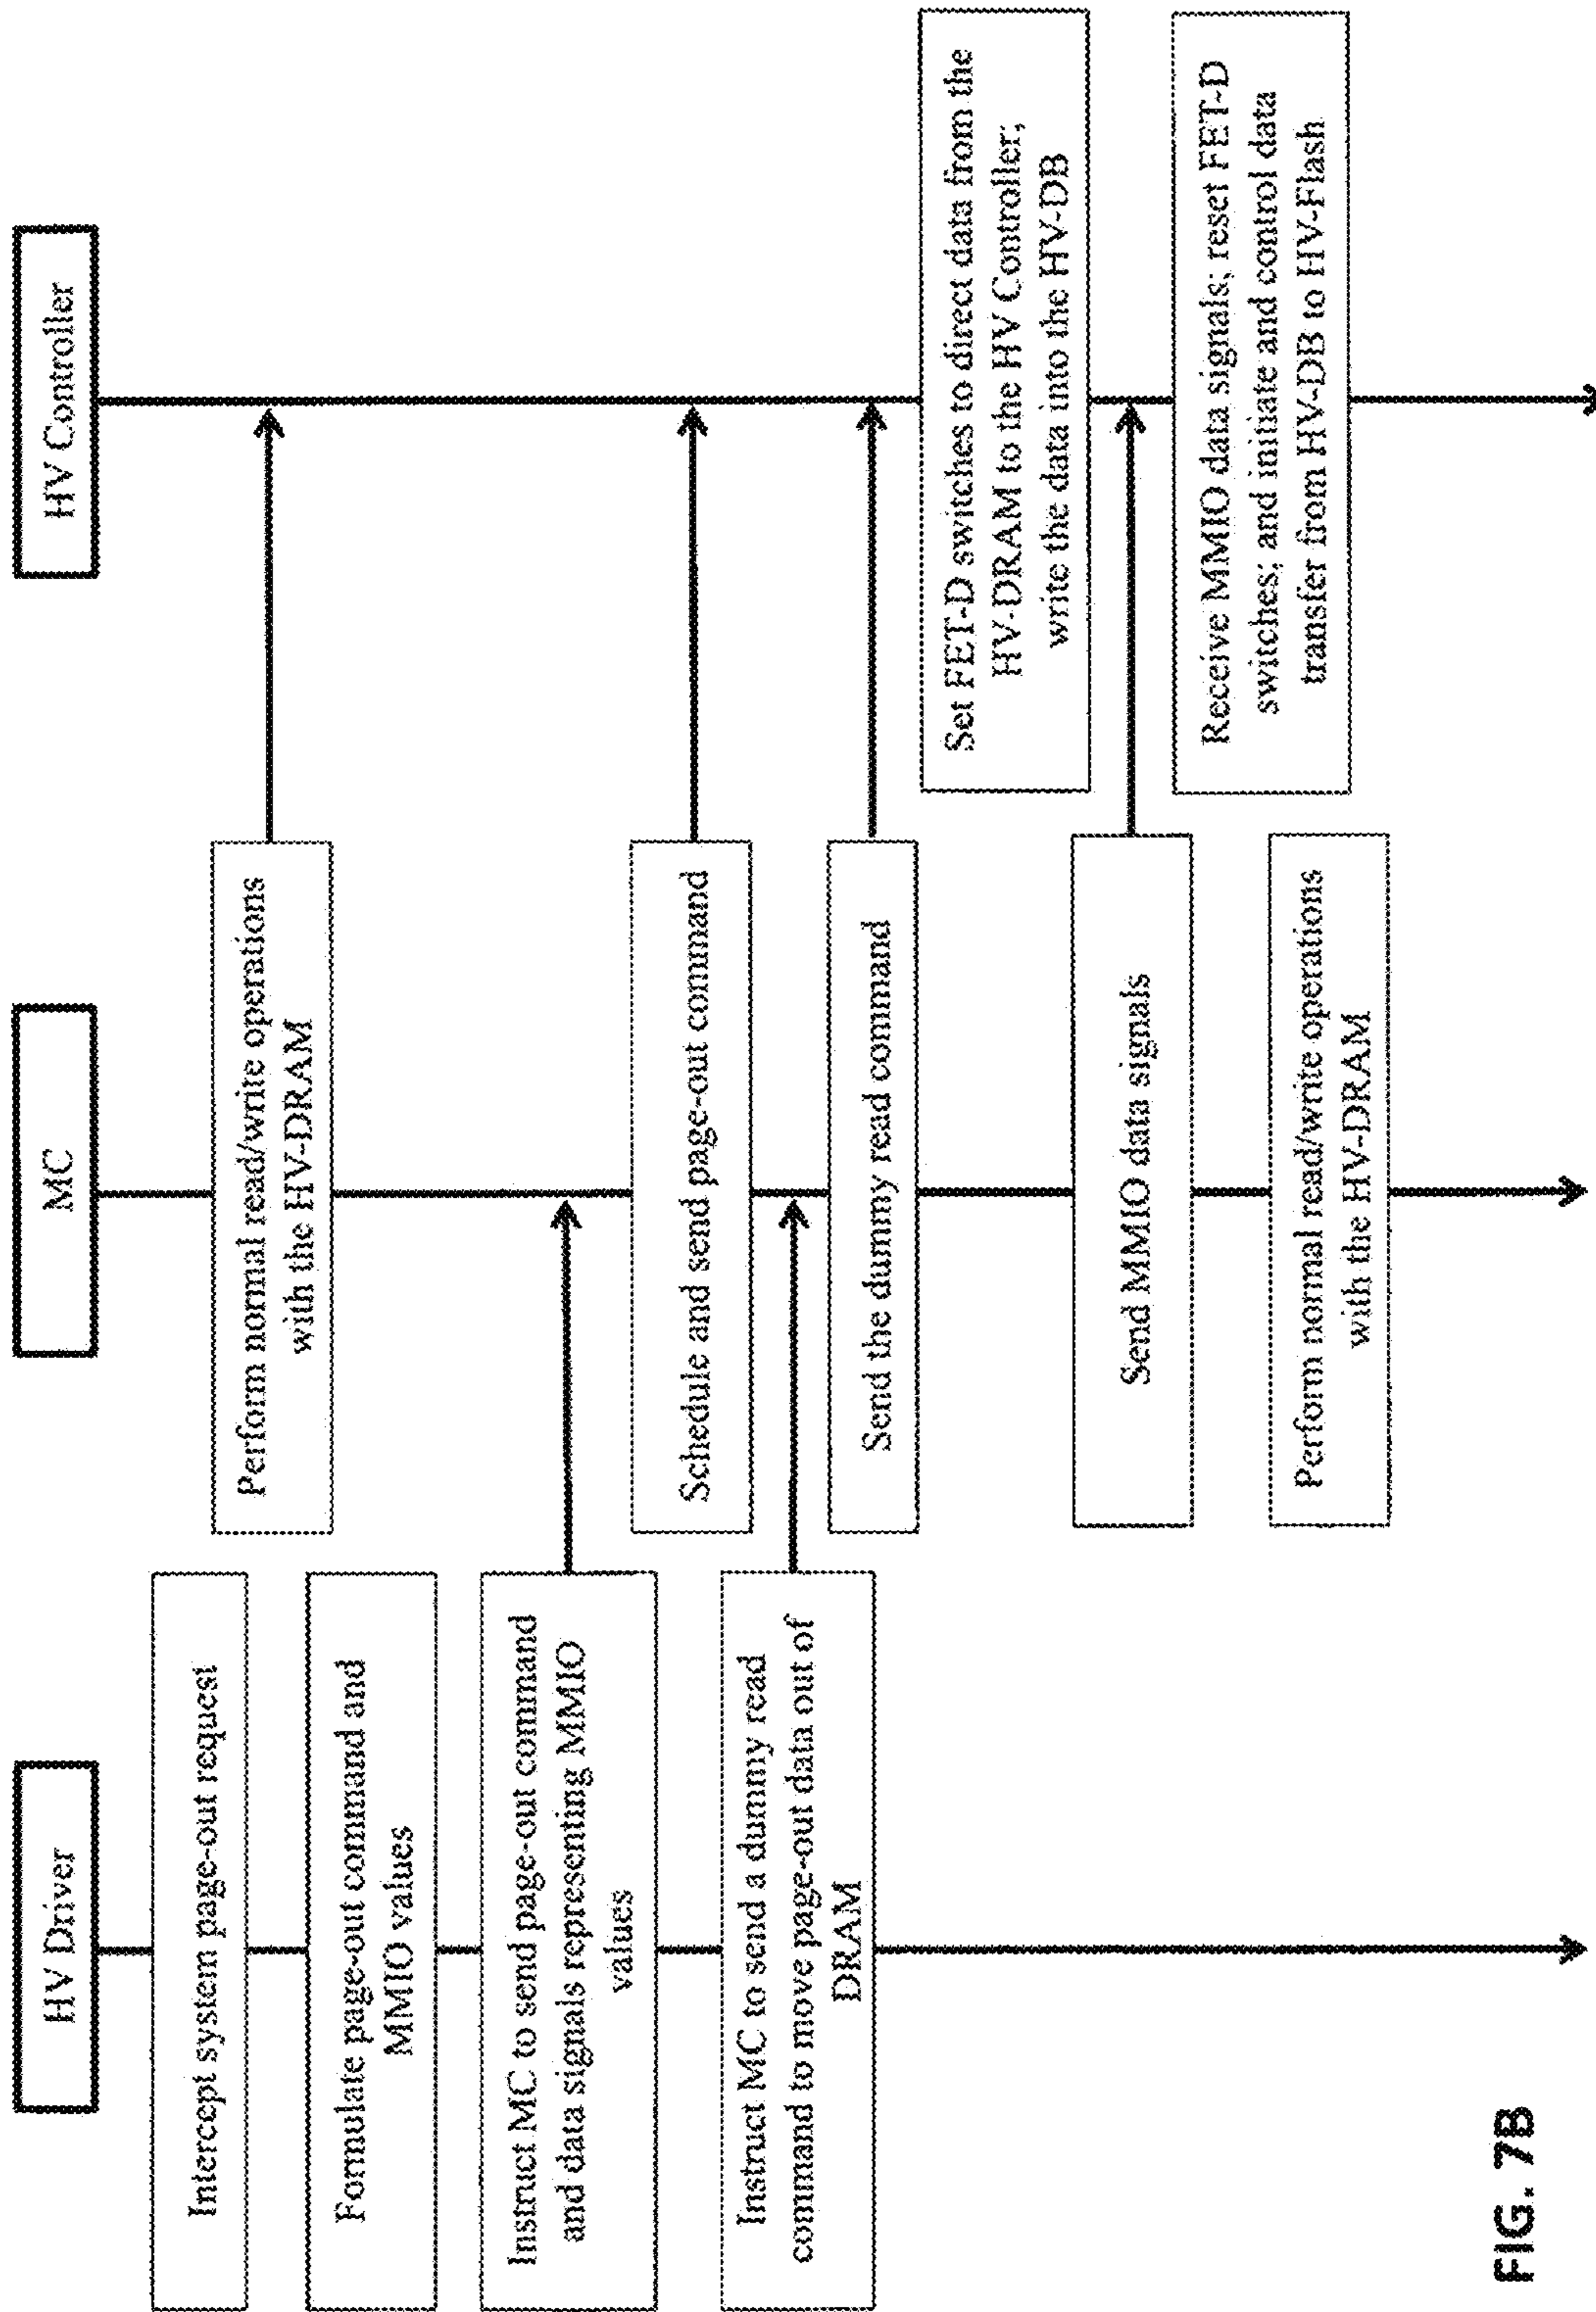 HV Driver
Intercept system page-out request
Formulate page-out command and
MMIO values
Instruct MC to send page-out command
and data signals representing MMIO
values
Instruct MC to send a dummy read
command to move page-out data out of
DRAM
MC
Perform normal read/write operations
with the HV-DRAM
Schedule and send page-out command
Send the dummy read command
Send MMIO data signals
Perform normal read/write operations
with the HV-DRAM
HV Controller
Set FET-D switches to direct data from the
HV-DRAM to the HV Controller;
write the data into the HV-DB
Receive MMIO data signals; reset FET-D
switches; and initiate and control data
transfer from HV-DB to HV-Flash
FIG. 7B